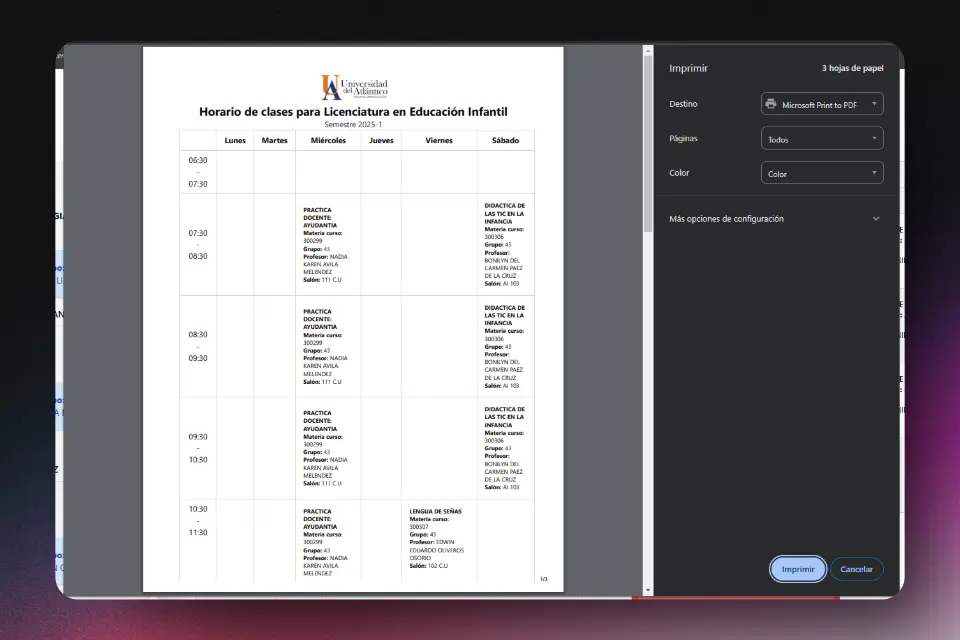 Universidad
del Atlántico
Horario de clases para Licenciatura en Educación Infantil
Semestre 2025-1
Lunes Martes Miércoles Jueves Viernes Sábado
06:30
-
07:30
07:30
-
08:30
PRACTICA
DOCENTE:
AYUDANTIA
Materia curso:
300299
Grupo: 43
Profesor: NADIA
KAREN AVILA
MELENDEZ
Salón: 111 C.U
DIDACTICA DE
LAS TIC EN LA
INFANCIA
Materia curso:
300306
Grupo: 43
Profesor:
BONILYN DEL
CARMEN PAEZ
DE LA CRUZ
Salón: AI 103
08:30
-
09:30
PRACTICA
DOCENTE:
AYUDANTIA
Materia curso:
300299
Grupo: 43
Profesor: NADIA
KAREN AVILA
MELENDEZ
Salón: 111 C.U
DIDACTICA DE
LAS TIC EN LA
INFANCIA
Materia curso:
300306
Grupo: 43
Profesor:
BONILYN DEL
CARMEN PAEZ
DE LA CRUZ
Salón: AI 103
09:30
-
10:30
PRACTICA
DOCENTE:
AYUDANTIA
Materia curso:
300299
Grupo: 43
Profesor: NADIA
KAREN AVILA
MELENDEZ
Salón: 111 C.U
DIDACTICA DE
LAS TIC EN LA
INFANCIA
Materia curso:
300306
Grupo: 43
Profesor:
BONILYN DEL
CARMEN PAEZ
DE LA CRUZ
Salón: AI 103
10:30
-
11:30
PRACTICA
DOCENTE:
AYUDANTIA
Materia curso:
300299
Grupo: 43
Profesor: NADIA
KAREN AVILA
MELENDEZ
LENGUA DE SEÑAS
Materia curso:
300307
Grupo: 43
Profesor: EDWIN
EDUARDO OLIVEROS
OSORIO
Salón: 102 C.U
1/3
Imprimir 3 hojas de papel
Destino Microsoft Print to PDF
Páginas Todos
Color Color
Más opciones de configuración
Imprimir Cancelar